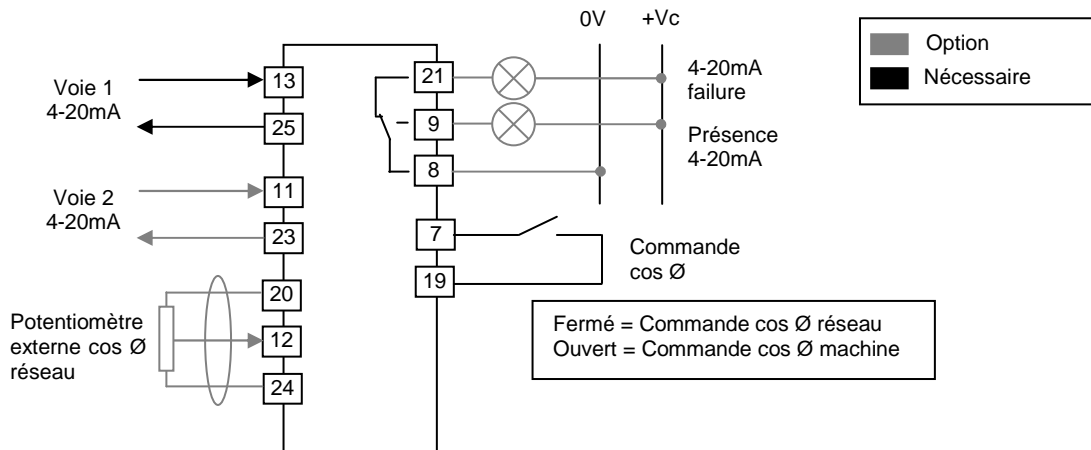 0V
+Vc
Option
Nécessaire
Voie 1
4-20mA
13
25
21
9
8
4-20mA
failure
Présence
4-20mA
Voie 2
4-20mA
11
23
7
19
Commande
cos Ø
Potentiomètre
externe cos Ø
réseau
20
12
24
Fermé = Commande cos Ø réseau
Ouvert = Commande cos Ø machine